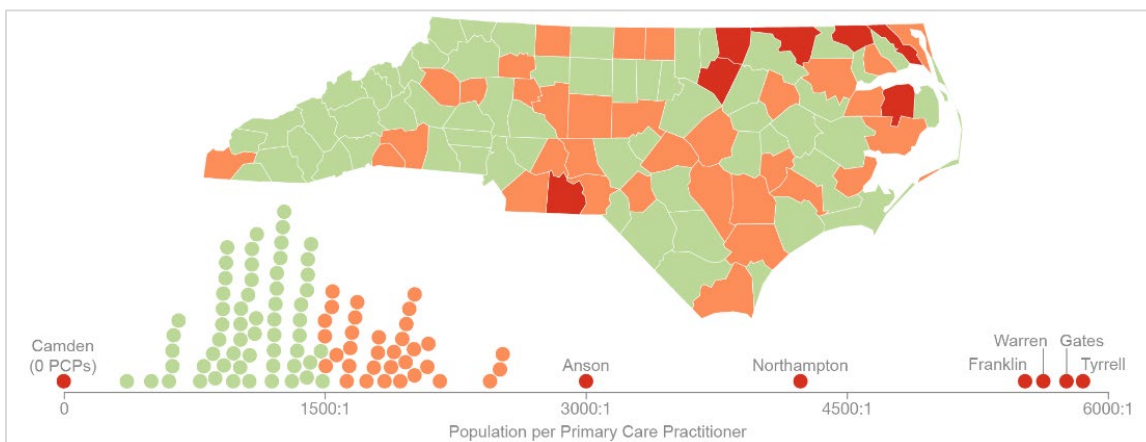 Camden
(0 PCPs)
Anson
Northampton
Warren Gates
Franklin Tyrrell
0 1500:1 3000:1 4500:1 6000:1
Population per Primary Care Practitioner